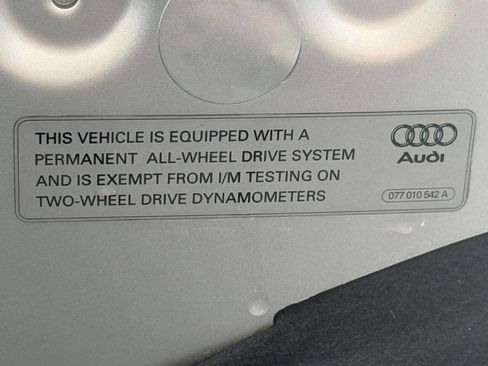 THIS VEHICLE IS EQUIPPED WITH A
PERMANENT ALL-WHEEL DRIVE SYSTEM
AND IS EXEMPT FROM I/M TESTING ON
TWO-WHEEL DRIVE DYNAMOMETERS
Audi
077 010 542 A